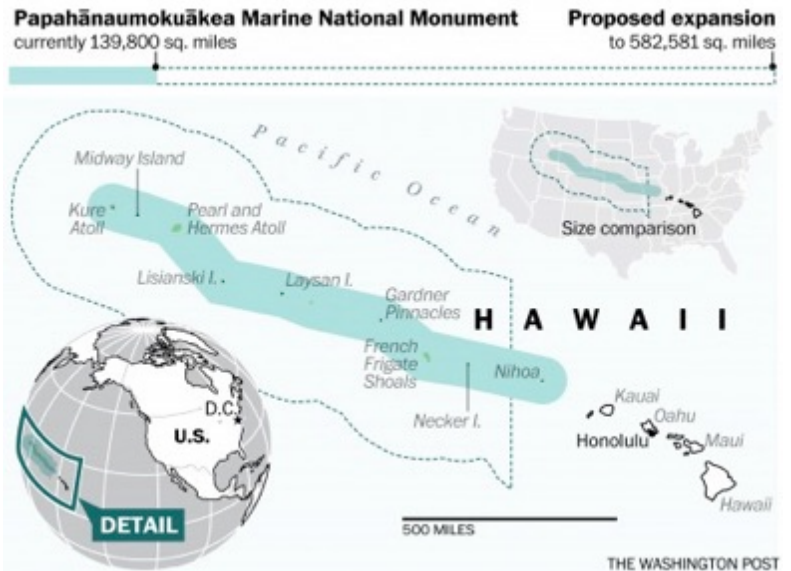 Papahānaumokuākea Marine National Monument
currently 139,800 sq. miles
Proposed expansion
to 582,581 sq. miles
Pacific Ocean
Midway Island
Kure
Atoll
Pearl and
Hermes Atoll
Lisianski I.
Laysan I.
Gardner
Pinnacles
French
Frigate
Shoals
Necker I.
Nihoa
Size comparison
HAWAII
Kauai
Oahu
Honolulu
Maui
Hawaii
D.C.
U.S.
DETAIL
500 MILES
THE WASHINGTON POST